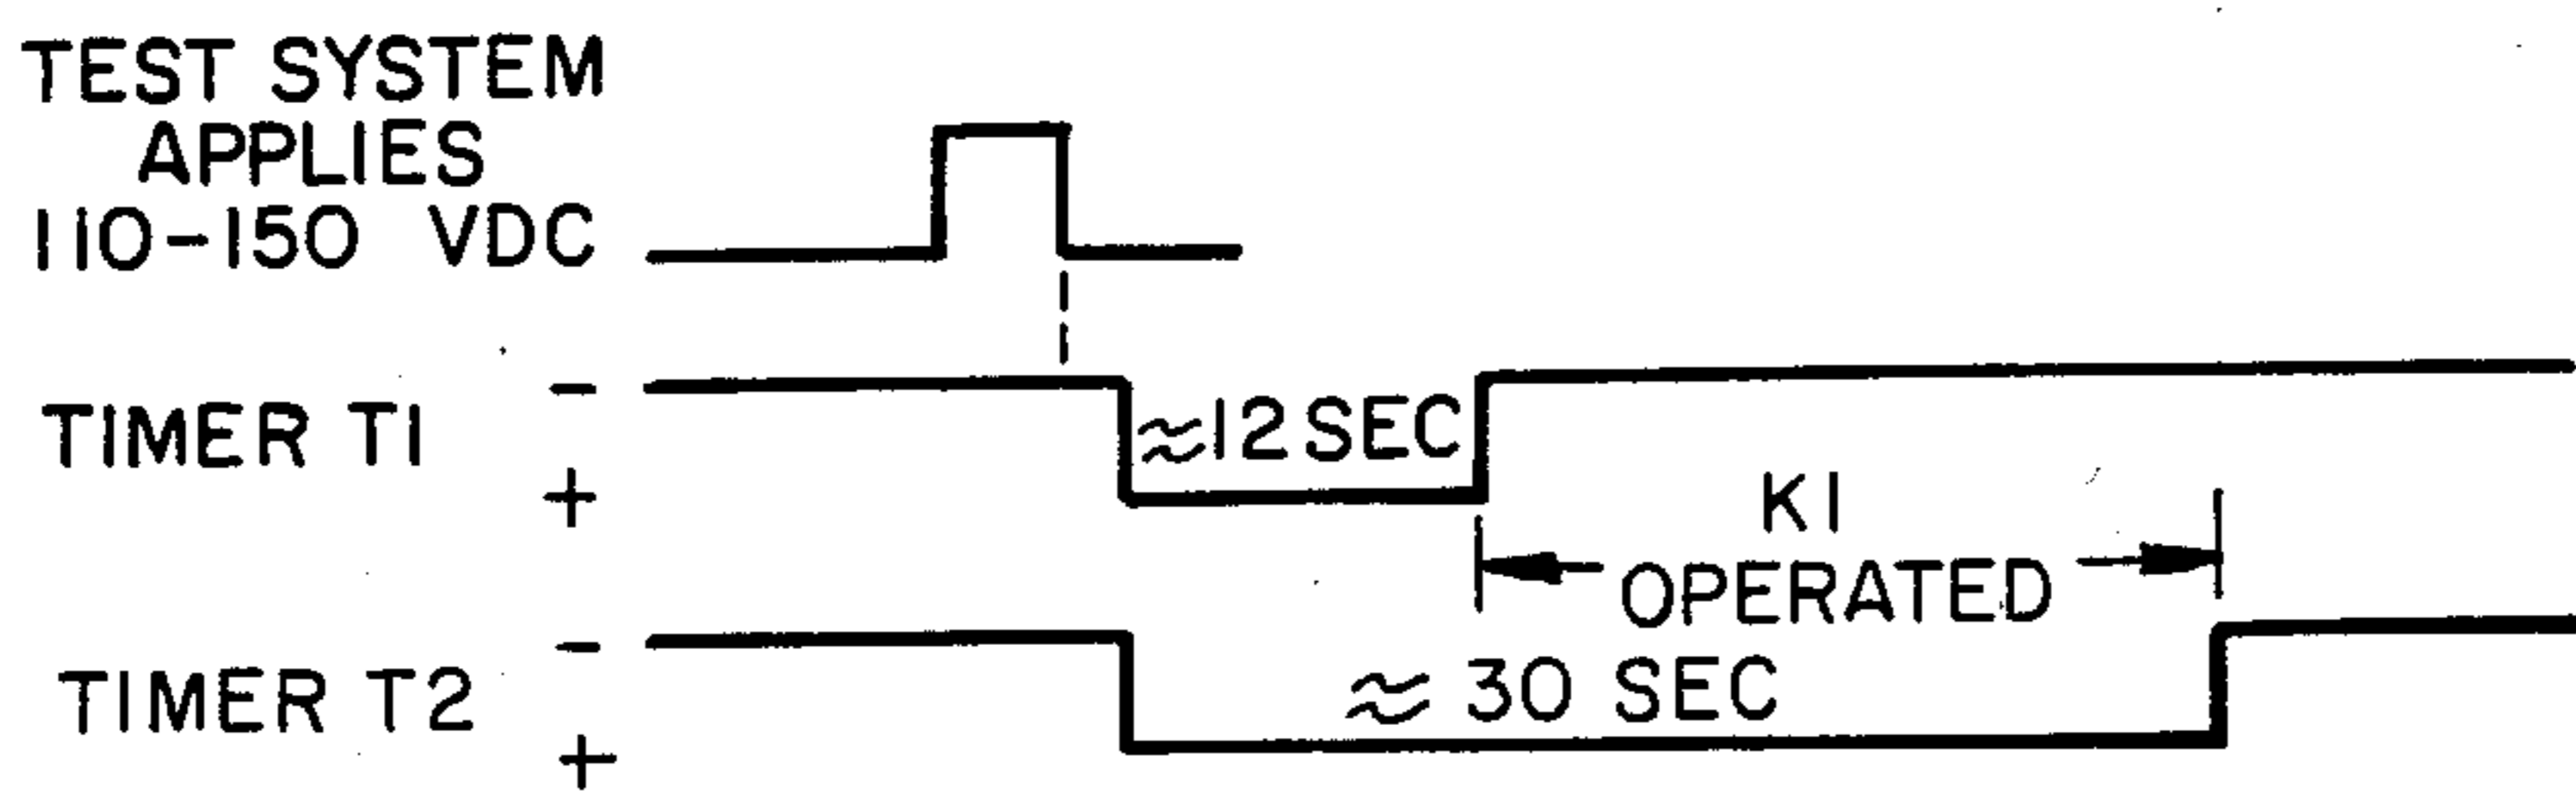 TEST SYSTEM
APPLIES
110-150 VDC
-
TIMER T1
+
≈12 SEC
K1
OPERATED
-
TIMER T2
+
≈ 30 SEC